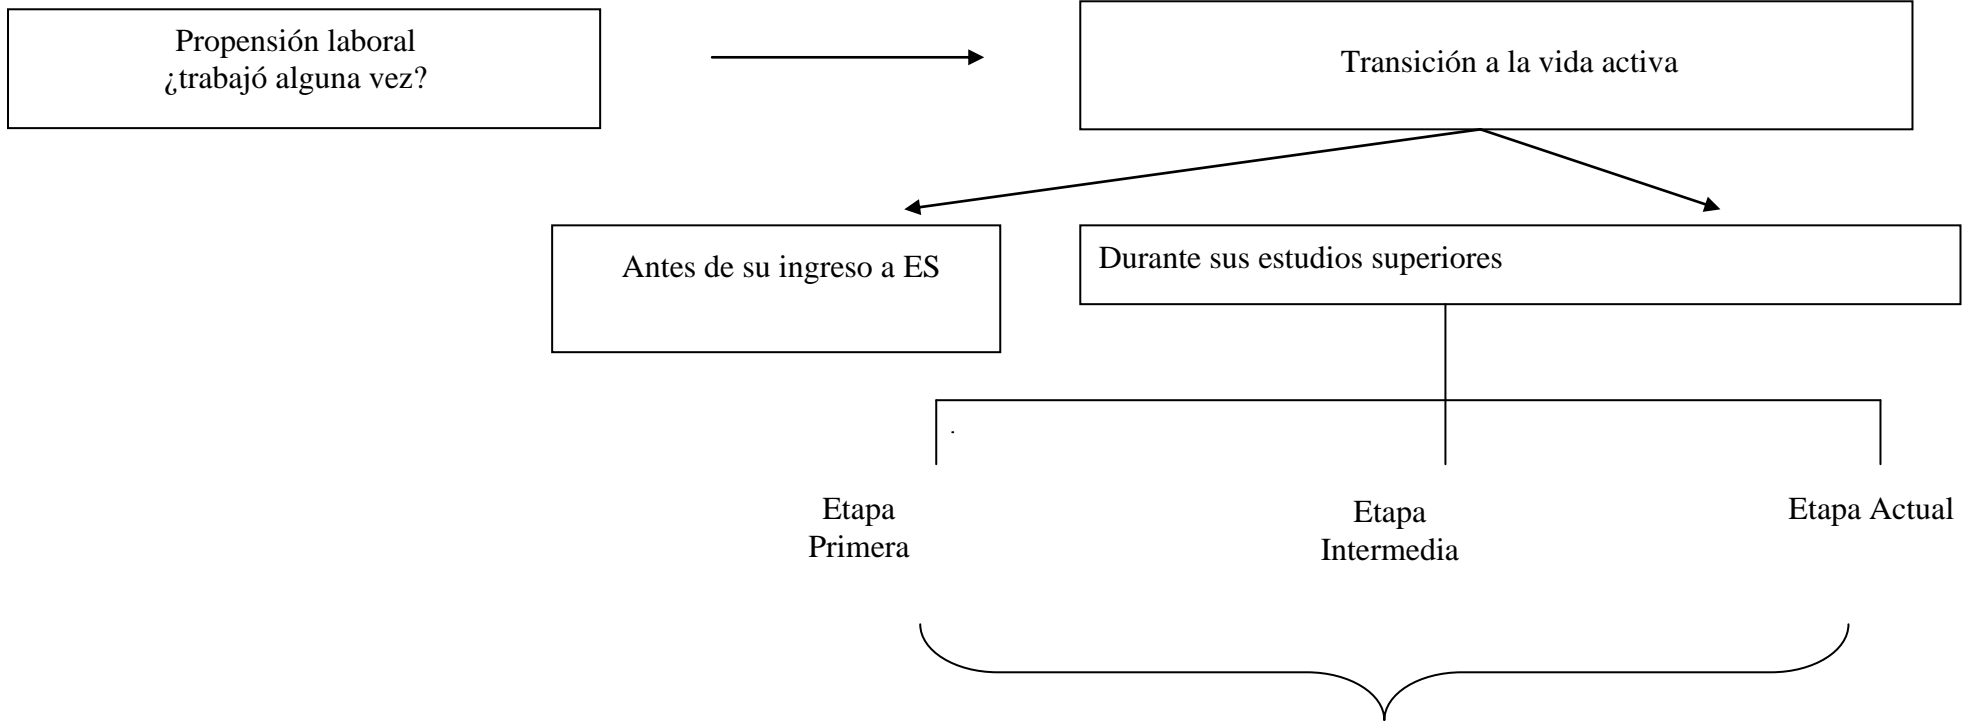 Propensión laboral
¿trabajó alguna vez?
Transición a la vida activa
Antes de su ingreso a ES
Durante sus estudios superiores
Etapa
Primera
Etapa
Intermedia
Etapa Actual